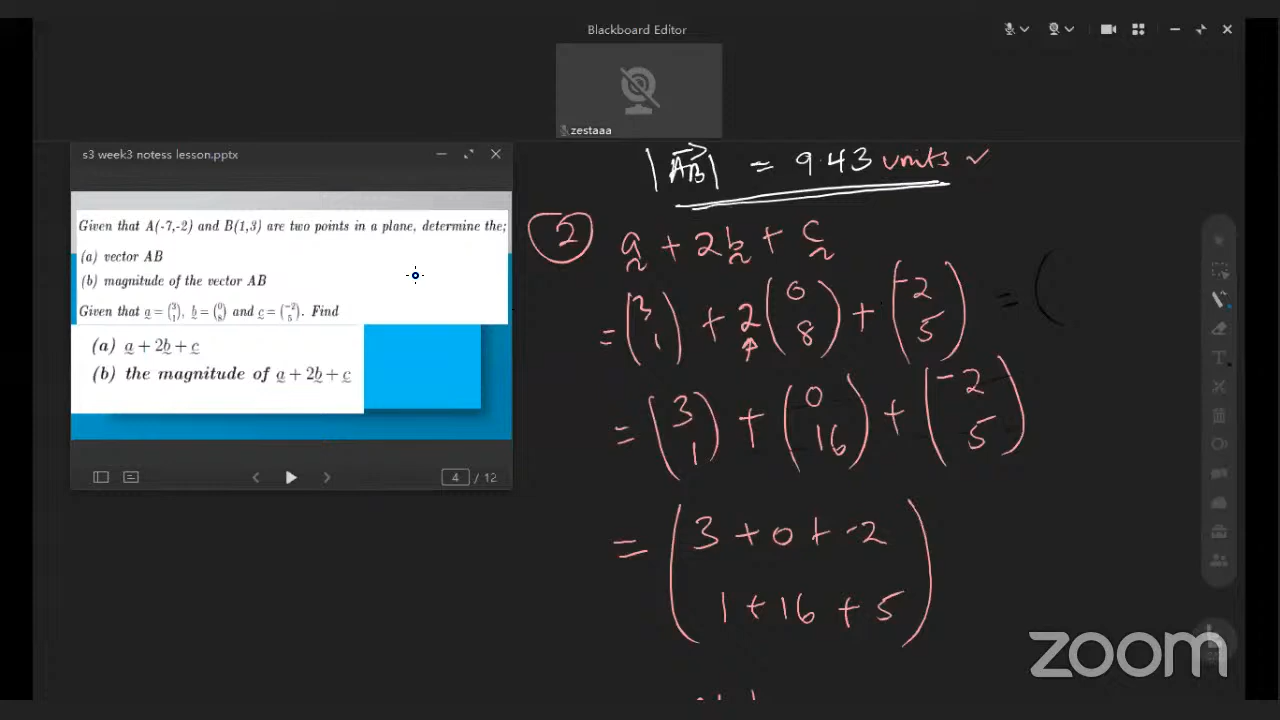 Blackboard Editor
zestaaa
s3 week3 notess lesson.pptx
Given that A(-7,-2) and B(1,3) are two points in a plane, determine the;
(a) vector AB
(b) magnitude of the vector AB
Given that a = (3 1), b = (0 8) and c = (-2 5). Find
(a) a + 2b + c
(b) the magnitude of a + 2b + c
4 / 12
|AB| = 9.43 units ✓
2 a + 2b + c
= (3 1) + 2 (0 8) + (-2 5) = (
= (3 1) + (0 16) + (-2 5)
= (3 + 0 + -2
1 + 16 + 5)
zoom